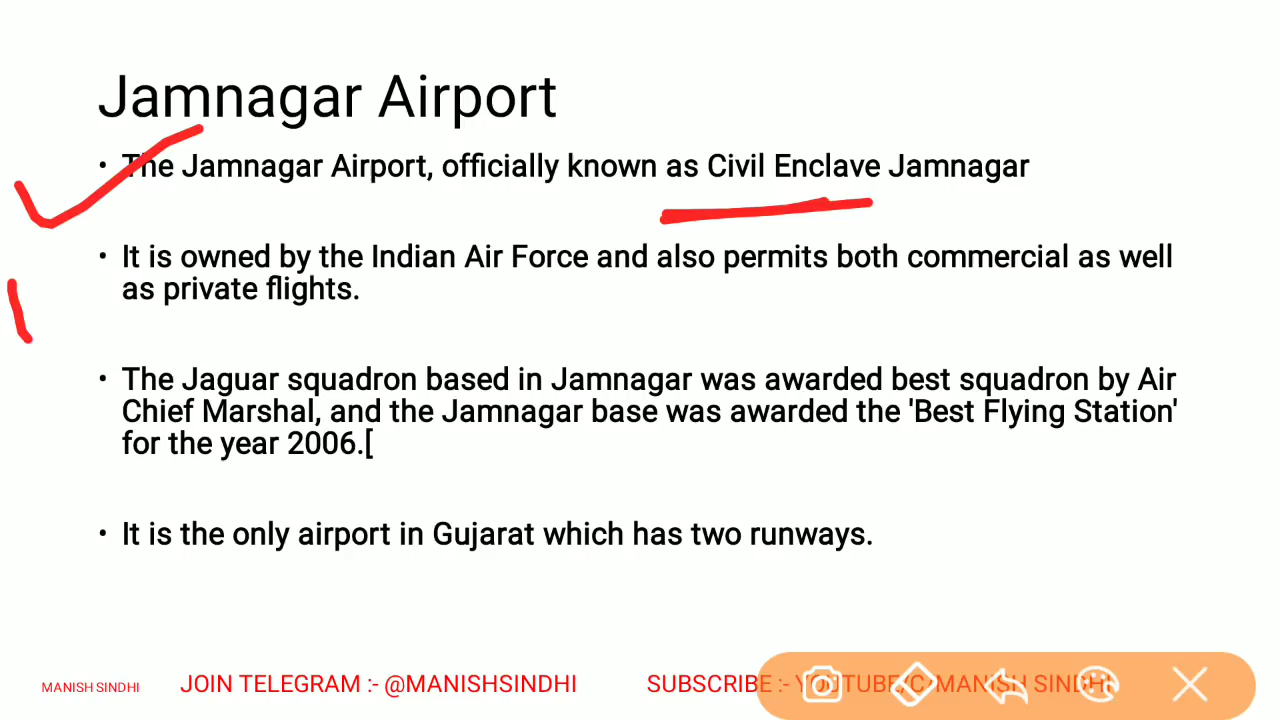 Jamnagar Airport
• The Jamnagar Airport, officially known as Civil Enclave Jamnagar
• It is owned by the Indian Air Force and also permits both commercial as well
as private flights.
• The Jaguar squadron based in Jamnagar was awarded best squadron by Air
Chief Marshal, and the Jamnagar base was awarded the 'Best Flying Station'
for the year 2006.[
• It is the only airport in Gujarat which has two runways.
MANISH SINDHI JOIN TELEGRAM :- @MANISHSINDHI SUBSCRIBE :- YOUTUBE/C/MANISH SINDHI